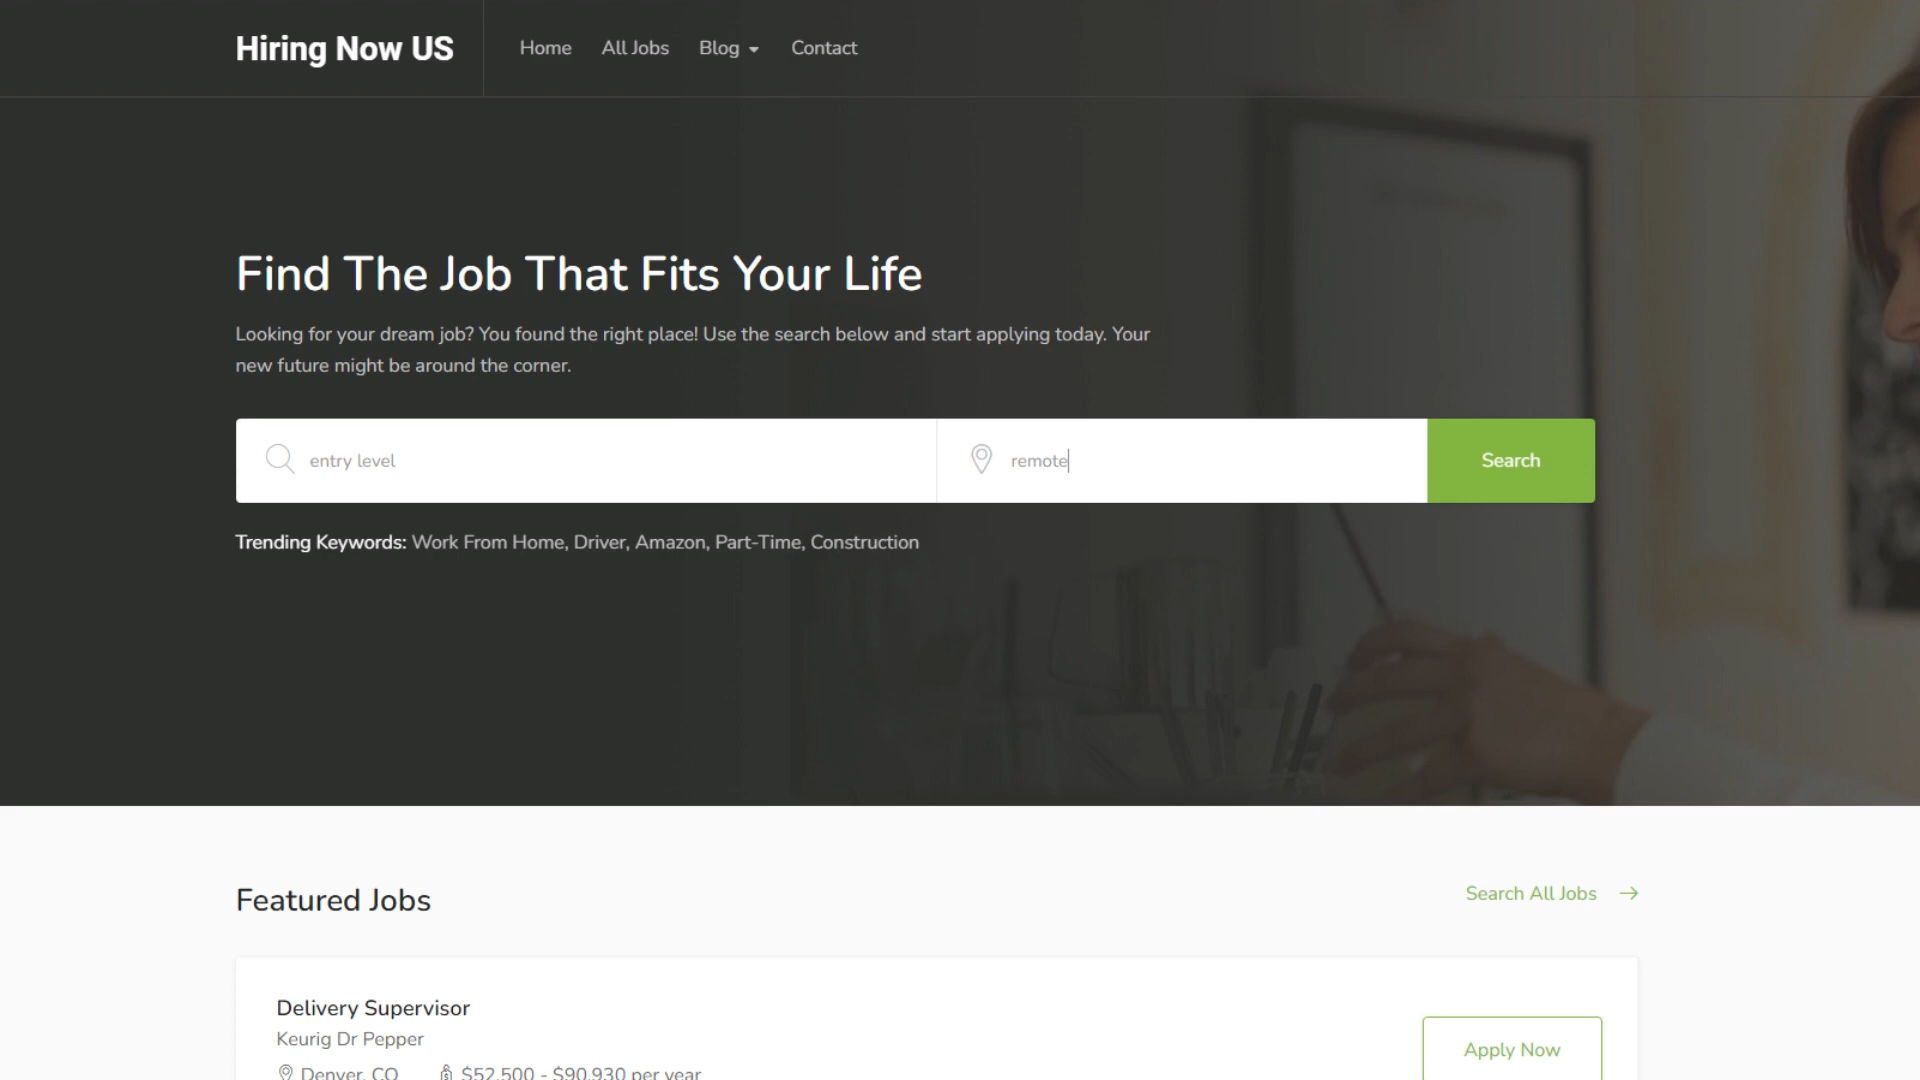 Hiring Now US
Home
All Jobs
Blog
Contact
Find The Job That Fits Your Life
Looking for your dream job? You found the right place! Use the search below and start applying today. Your
new future might be around the corner.
entry level
remote
Search
Trending Keywords: Work From Home, Driver, Amazon, Part-Time, Construction
Featured Jobs
Search All Jobs
Delivery Supervisor
Keurig Dr Pepper
Denver, CO
$52,500 - $90,930 per year
Apply Now